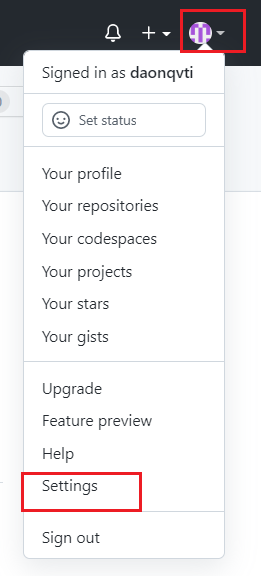 Signed in as daonqvti
Set status
Your profile
Your repositories
Your codespaces
Your projects
Your stars
Your gists
Upgrade
Feature preview
Help
Settings
Sign out